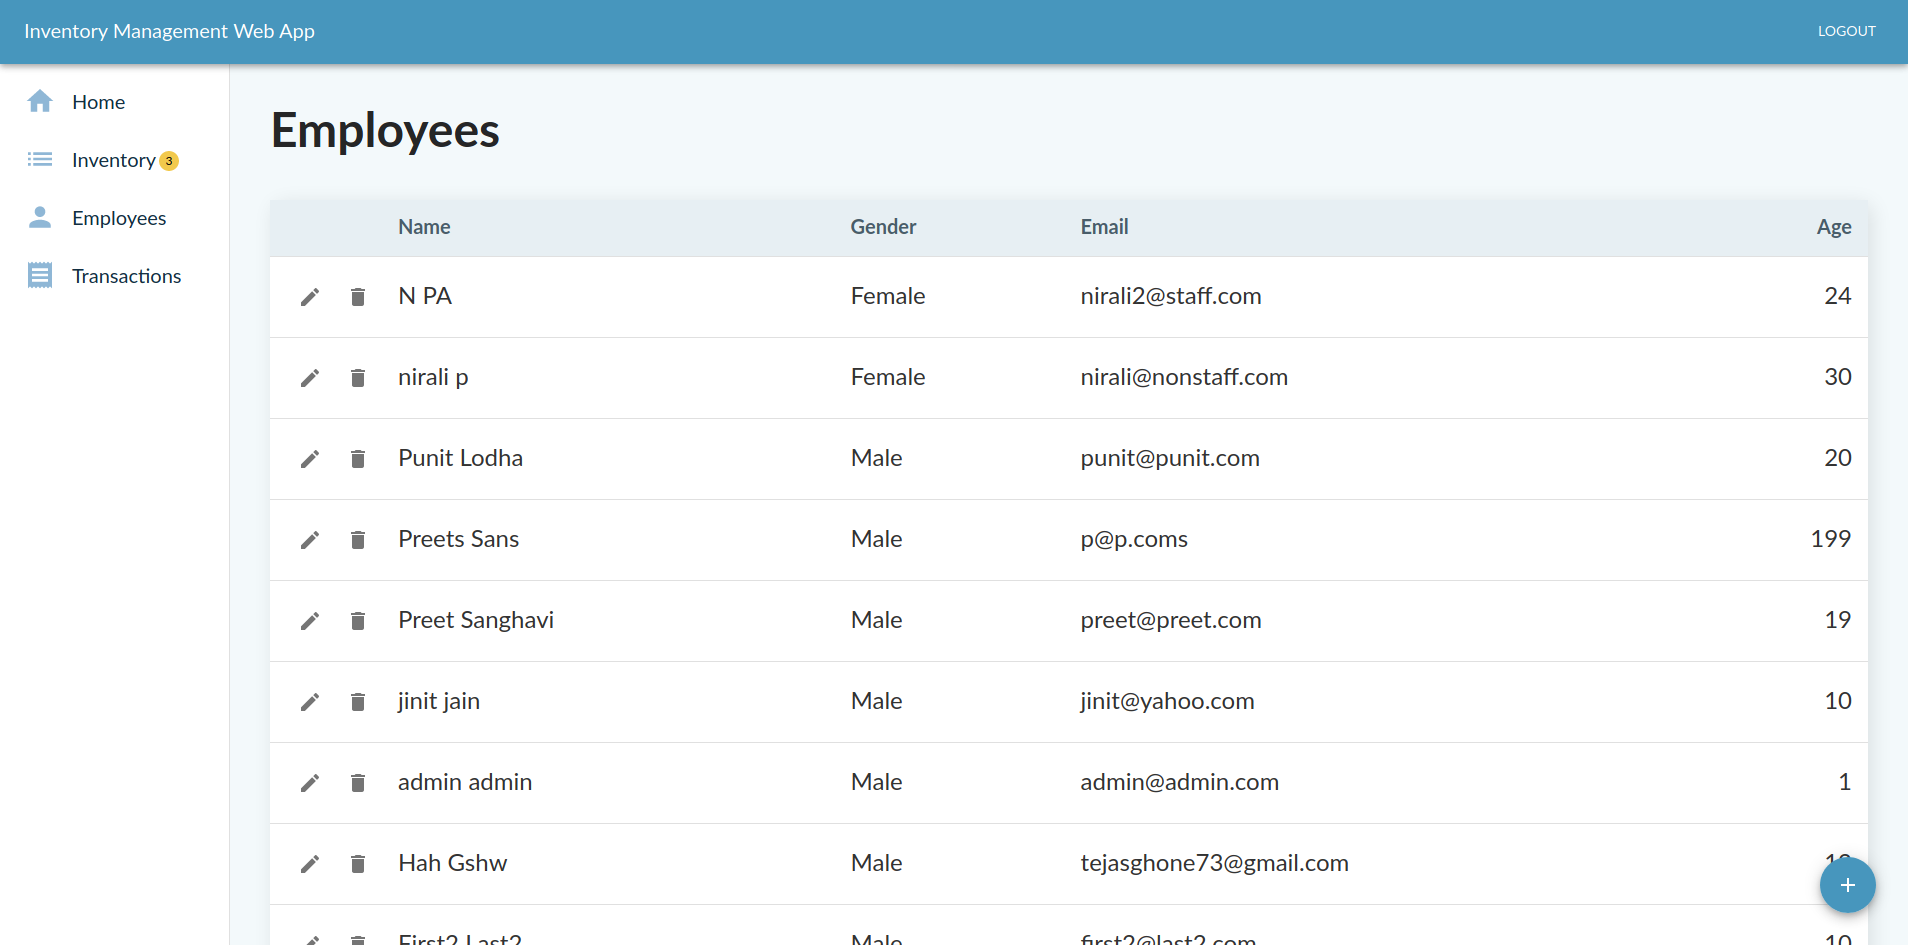 Inventory Management Web App
LOGOUT
Home
Inventory 3
Employees
Transactions
Employees
Name Gender Email Age
N PA Female nirali2@staff.com 24
nirali p Female nirali@nonstaff.com 30
Punit Lodha Male punit@punit.com 20
Preets Sans Male p@p.coms 199
Preet Sanghavi Male preet@preet.com 19
jinit jain Male jinit@yahoo.com 10
admin admin Male admin@admin.com 1
Hah Gshw Male tejasghone73@gmail.com
First2 Last2 Male first2@last2.com 10